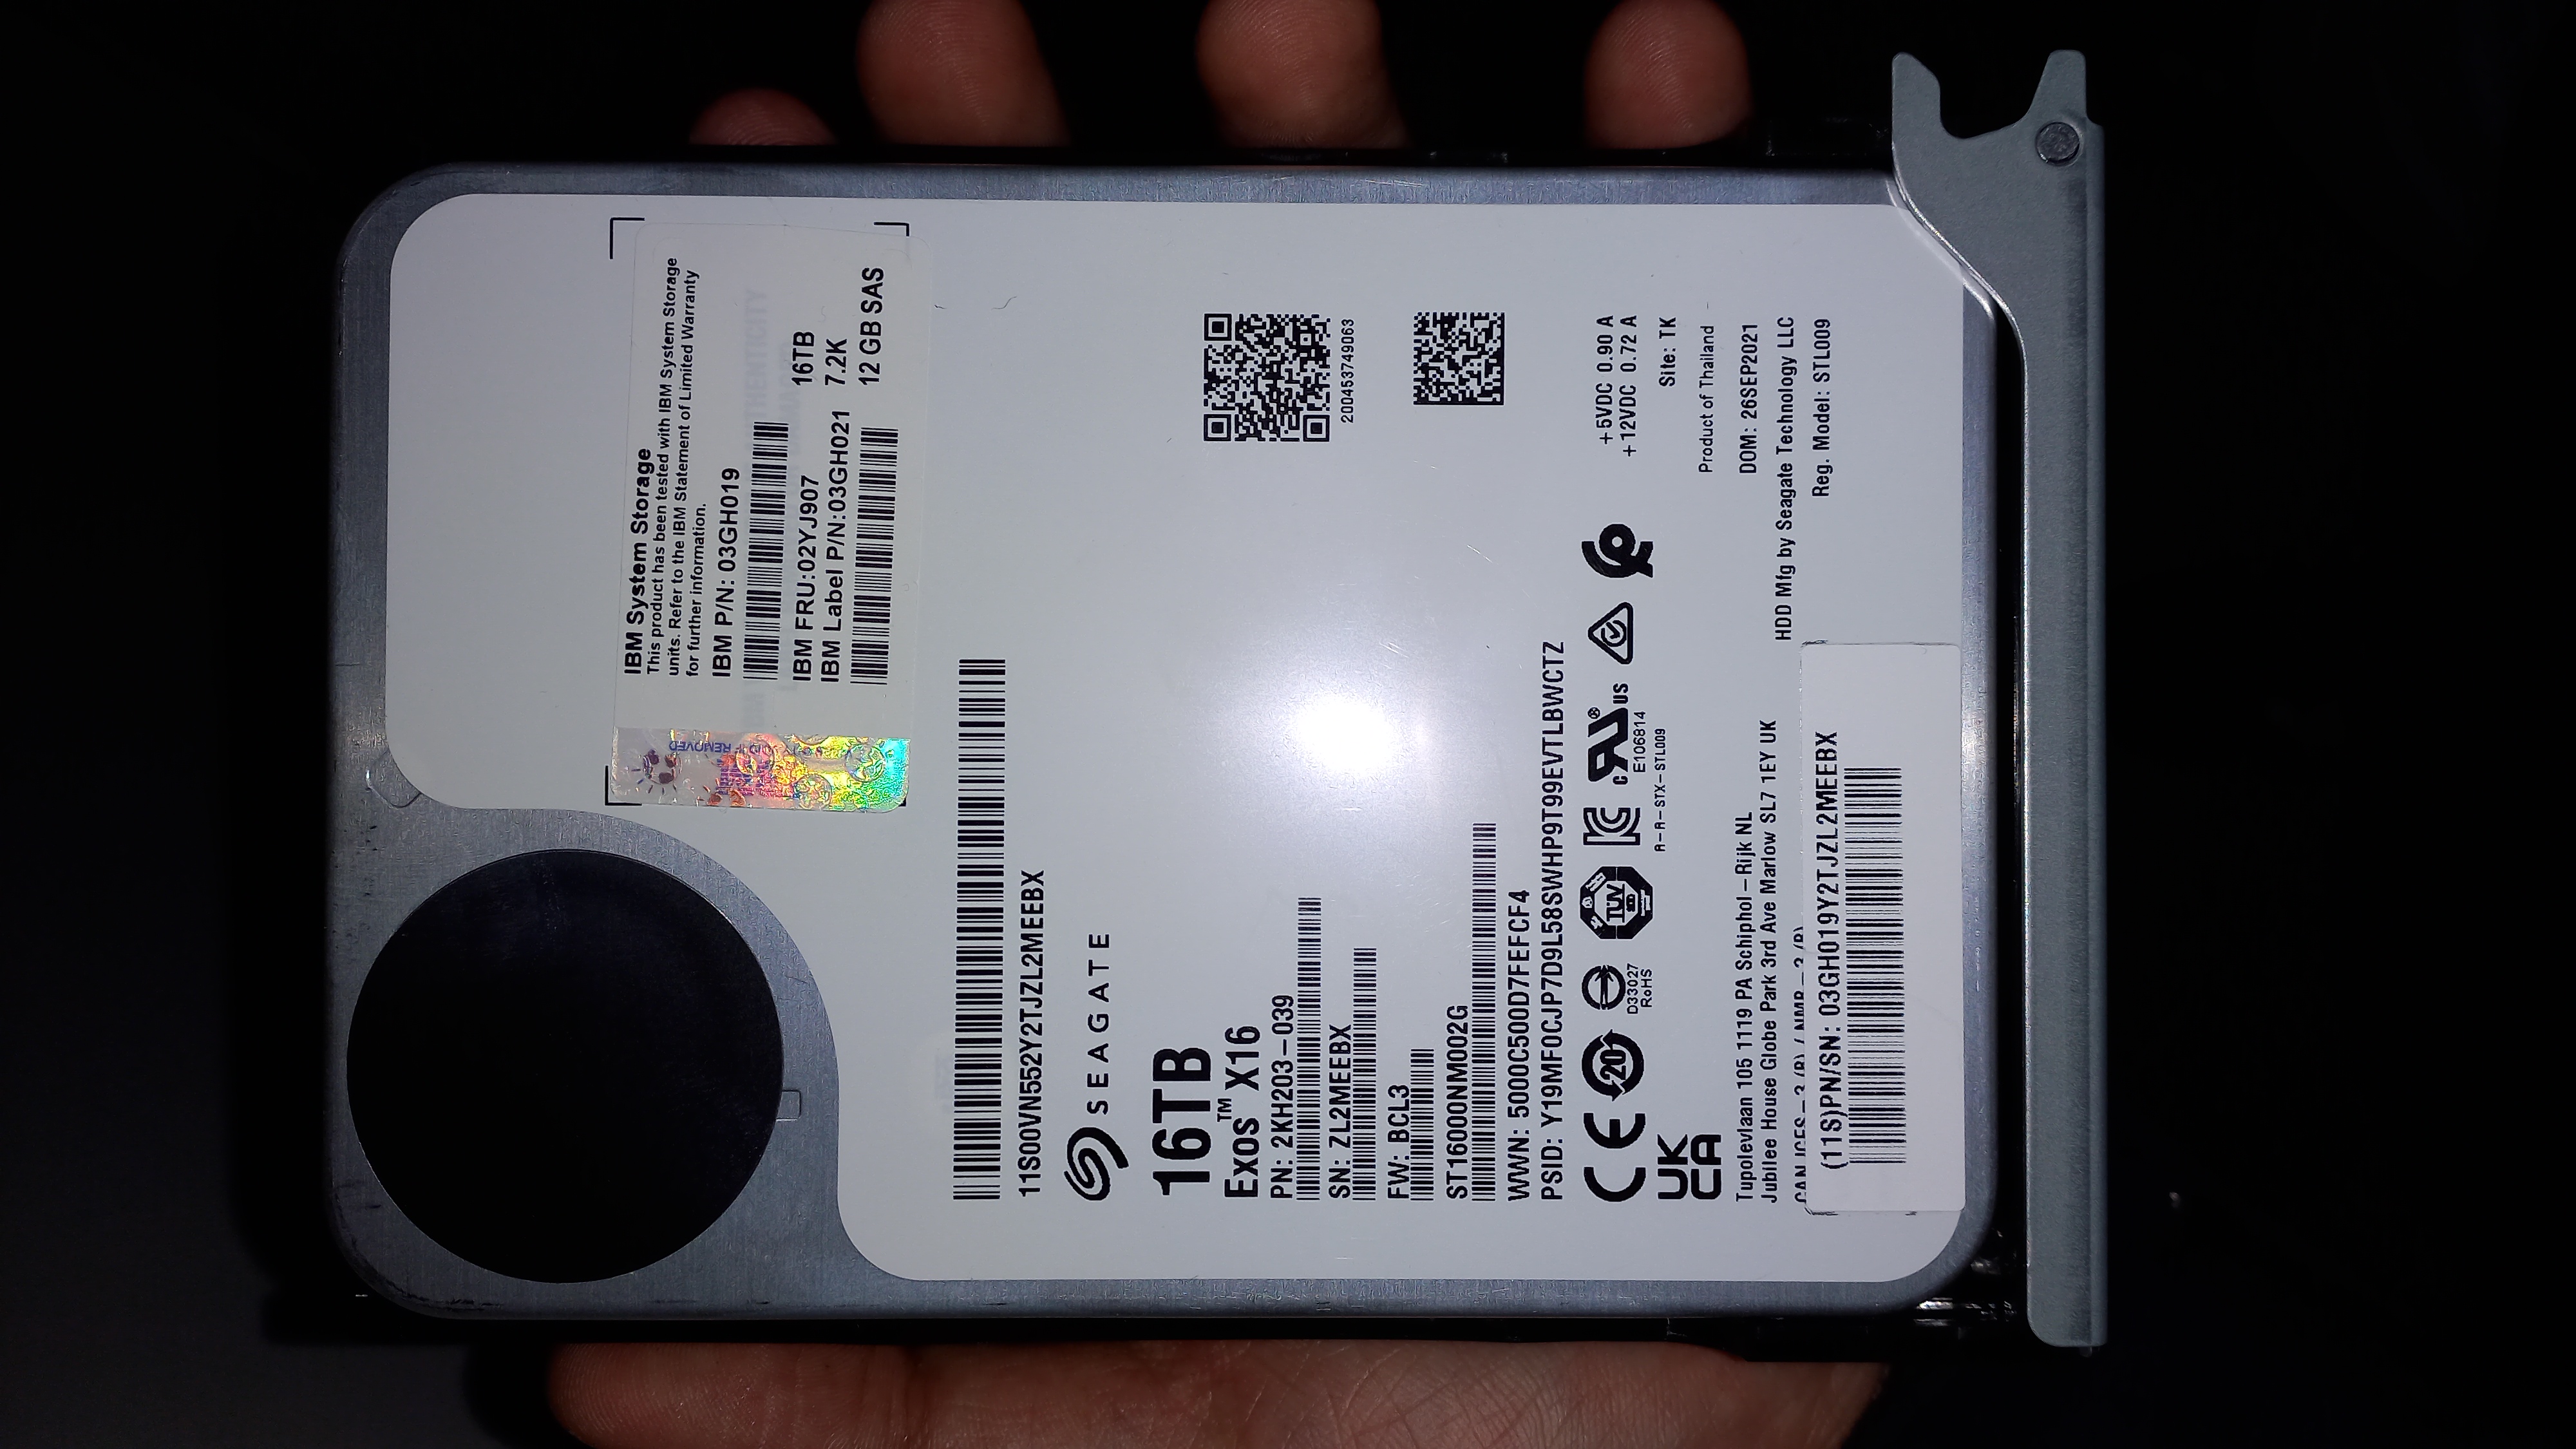 IBM System Storage
This product has been tested with IBM System Storage
units. Refer to the IBM Statement of Limited Warranty
for further information.
IBM P/N: 03GH019
IBM FRU:02YJ907 16TB
IBM Label P/N:03GH021 7.2K
12 GB SAS
11S00VN552Y2TJZL2MEEBX
SEAGATE
16TB
Exos™ X16
PN: 2KH203-039
SN: ZL2MEEBX
FW: BCL3
ST16000NM002G
WWN: 5000C500D7FEFCF4
PSID: Y19MF0CJP7D9L58SWHP9T99EVTLBWCTZ
200453749063
CE
20
D33027
RoHS
TUV
E106814
R-R-STX-STL009
c US
UK
CA
+5VDC 0.90 A
+12VDC 0.72 A
Site: TK
Product of Thailand
DOM: 26SEP2021
HDD Mfg by Seagate Technology LLC
Reg. Model: STL009
Tupolevlaan 105 1119 PA Schiphol-Rijk NL
Jubilee House Globe Park 3rd Ave Marlow SL7 1EY UK
(11S)PN/SN: 03GH019Y2TJZL2MEEBX